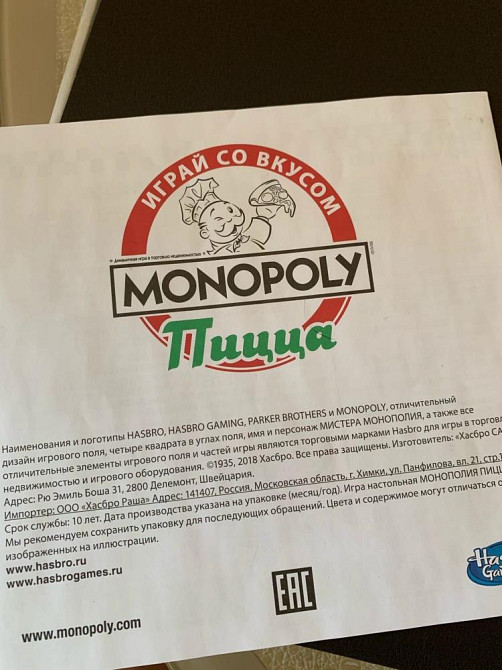 ИГРАЙ СО ВКУСОМ
Динамичная игра в торговлю недвижимостью
MONOPOLY
Пицца
Наименования и логотипы HASBRO, HASBRO GAMING, PARKER BROTHERS и MONOPOLY, отличительный
дизайн игрового поля, четыре квадрата в углах поля, имя и персонаж МИСТЕРА МОНОПОЛИЯ, а также все
отличительные элементы игрового поля и частей игры являются торговыми марками Hasbro для игры в торговл
недвижимостью и игрового оборудования. ©1935, 2018 Хасбро. Все права защищены. Изготовитель: «Хасбро СА
Адрес: Рю Эмиль Боша 31, 2800 Делемонт, Швейцария.
Импортер: ООО «Хасбро Раша» Адрес: 141407, Россия, Московская область, г. Химки, ул. Панфилова, вл. 21, стр.1
Срок службы: 10 лет. Дата производства указана на упаковке (месяц/год). Игра настольная МОНОПОЛИЯ ПИЦЦ
Мы рекомендуем сохранить упаковку для последующих обращений. Цвета и содержимое могут отличаться о
изображенных на иллюстрации.
www.hasbro.ru
www.hasbrogames.ru
Has
Gam
EAC
www.monopoly.com